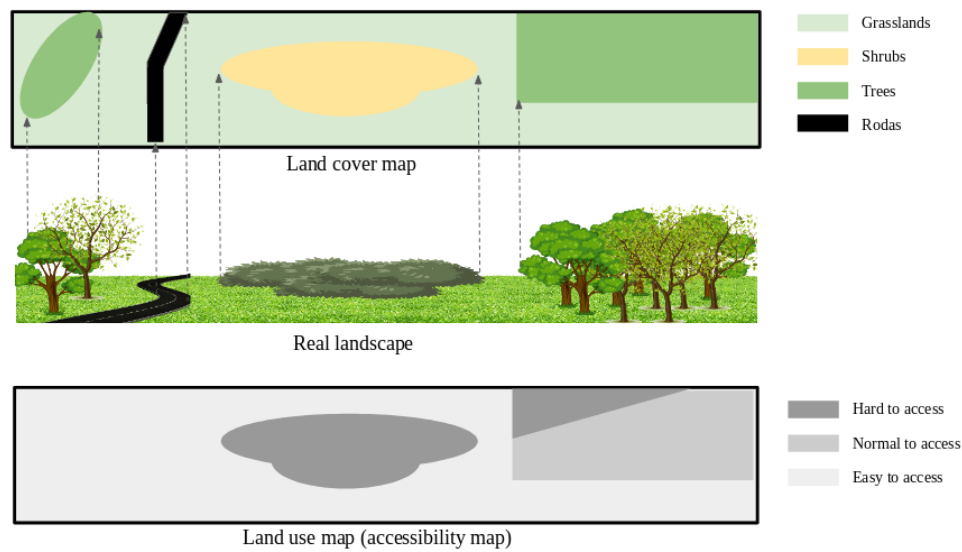 Grasslands
Shrubs
Trees
Rodas
Land cover map
Real landscape
Hard to access
Normal to access
Easy to access
Land use map (accessibility map)